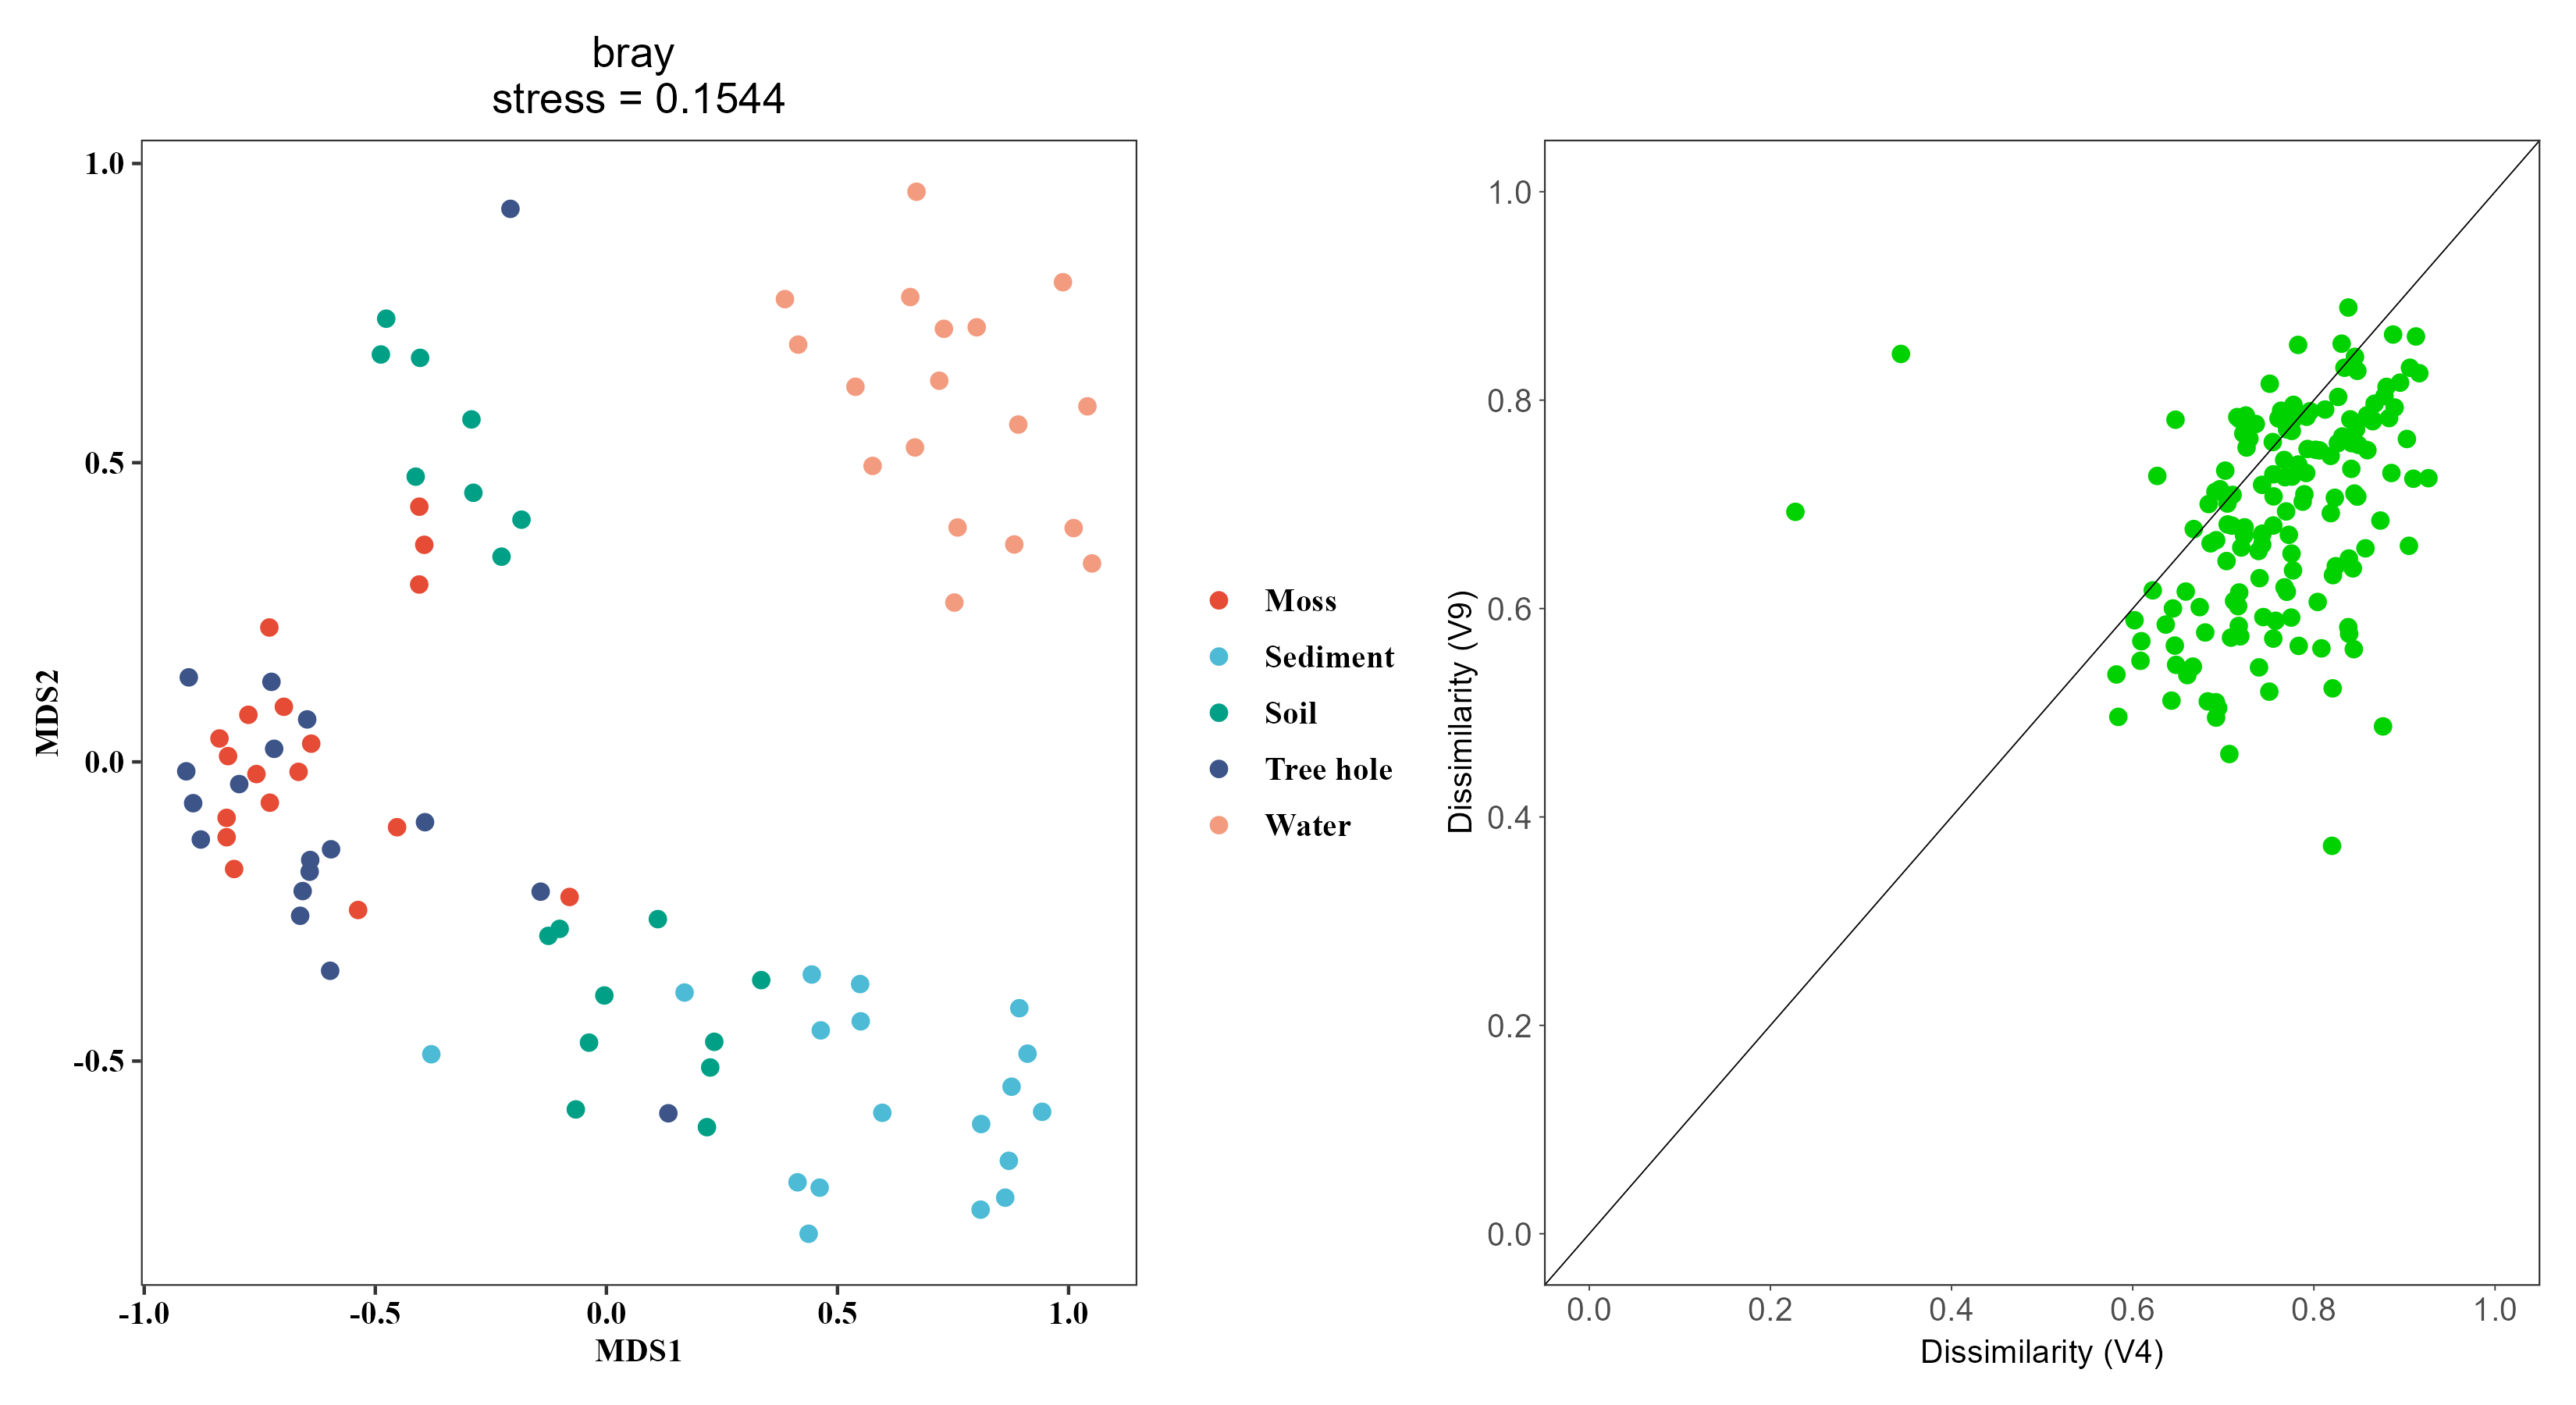 bray
stress = 0.1544
1.0
0.5
0.0
-0.5
MDS2
-1.0 -0.5 0.0 0.5 1.0
MDS1
Moss
Sediment
Soil
Tree hole
Water
1.0
0.8
0.6
0.4
0.2
0.0
Dissimilarity (V9)
0.0 0.2 0.4 0.6 0.8 1.0
Dissimilarity (V4)